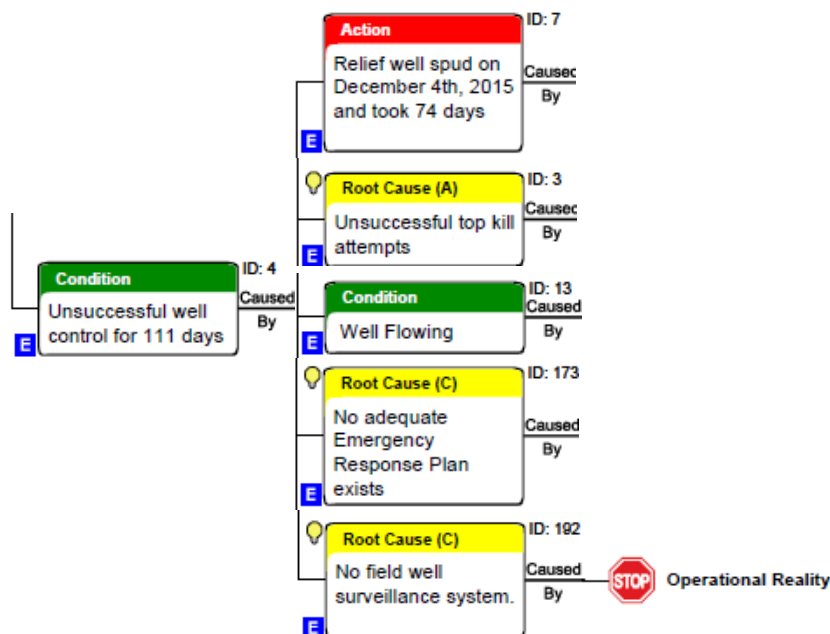 Action
ID: 7
Relief well spud on
December 4th, 2015
and took 74 days
Caused
By
E
Root Cause (A)
ID: 3
Unsuccessful top kill
attempts
Caused
By
E
Condition
ID: 4
Unsuccessful well
control for 111 days
Caused
By
E
Condition
ID: 13
Well Flowing
Caused
By
E
Root Cause (C)
ID: 173
No adequate
Emergency
Response Plan
exists
Caused
By
E
Root Cause (C)
ID: 192
No field well
surveillance system.
Caused
By
E
STOP
Operational Reality